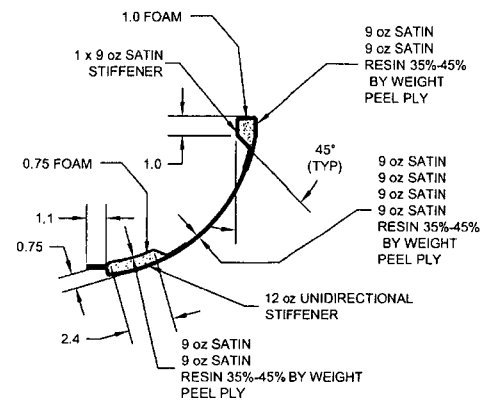 1.0 FOAM
1 x 9 oz SATIN
STIFFENER
9 oz SATIN
9 oz SATIN
RESIN 35%-45%
BY WEIGHT
PEEL PLY
1.0
45°
(TYP)
0.75 FOAM
9 oz SATIN
9 oz SATIN
9 oz SATIN
9 oz SATIN
RESIN 35%-45%
BY WEIGHT
PEEL PLY
1.1
0.75
12 oz UNIDIRECTIONAL
STIFFENER
2.4
9 oz SATIN
9 oz SATIN
RESIN 35%-45% BY WEIGHT
PEEL PLY